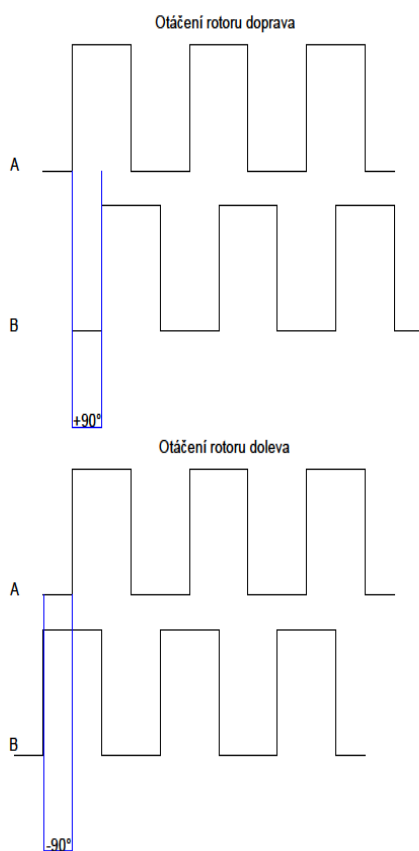 Otáčení rotoru doprava
A
B
+90°
Otáčení rotoru doleva
A
B
-90°